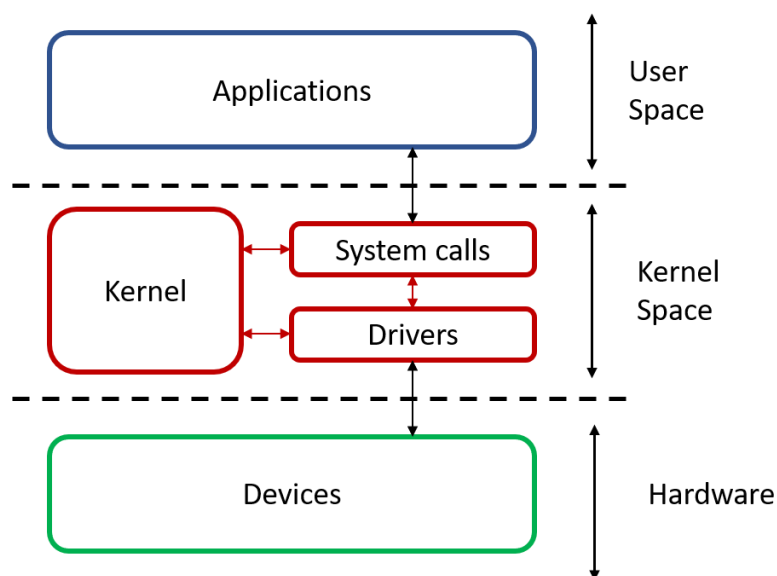 Applications
User
Space
System calls
Kernel
Drivers
Kernel
Space
Devices
Hardware